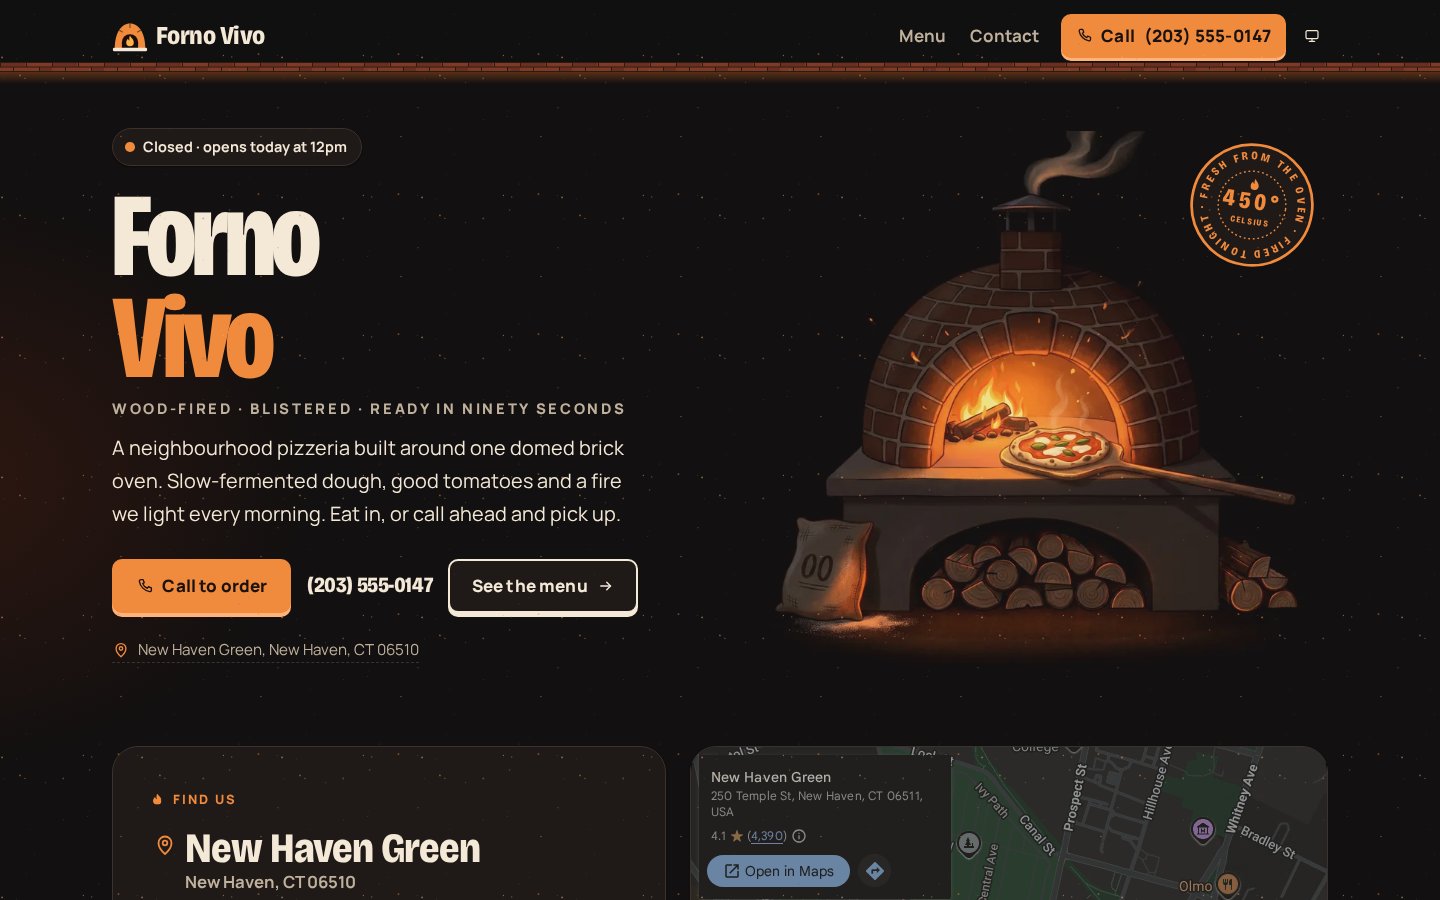 Forno Vivo
Menu
Contact
Call (203) 555-0147
Closed · opens today at 12pm
Forno
Vivo
WOOD-FIRED · BLISTERED · READY IN NINETY SECONDS
A neighbourhood pizzeria built around one domed brick
oven. Slow-fermented dough, good tomatoes and a fire
we light every morning. Eat in, or call ahead and pick up.
Call to order
(203) 555-0147
See the menu →
New Haven Green, New Haven, CT 06510
FRESH FROM THE OVEN · FIRED TONIGHT ·
450°
CELSIUS
00
FIND US
New Haven Green
New Haven, CT 06510
New Haven Green
250 Temple St, New Haven, CT 06511,
USA
4.1 ★ (4,390)
Open in Maps
College
Ivy Path
Canal St
Prospect St
Hillhouse Ave
Whitney Ave
Bradley St
entral Ave
Olmo